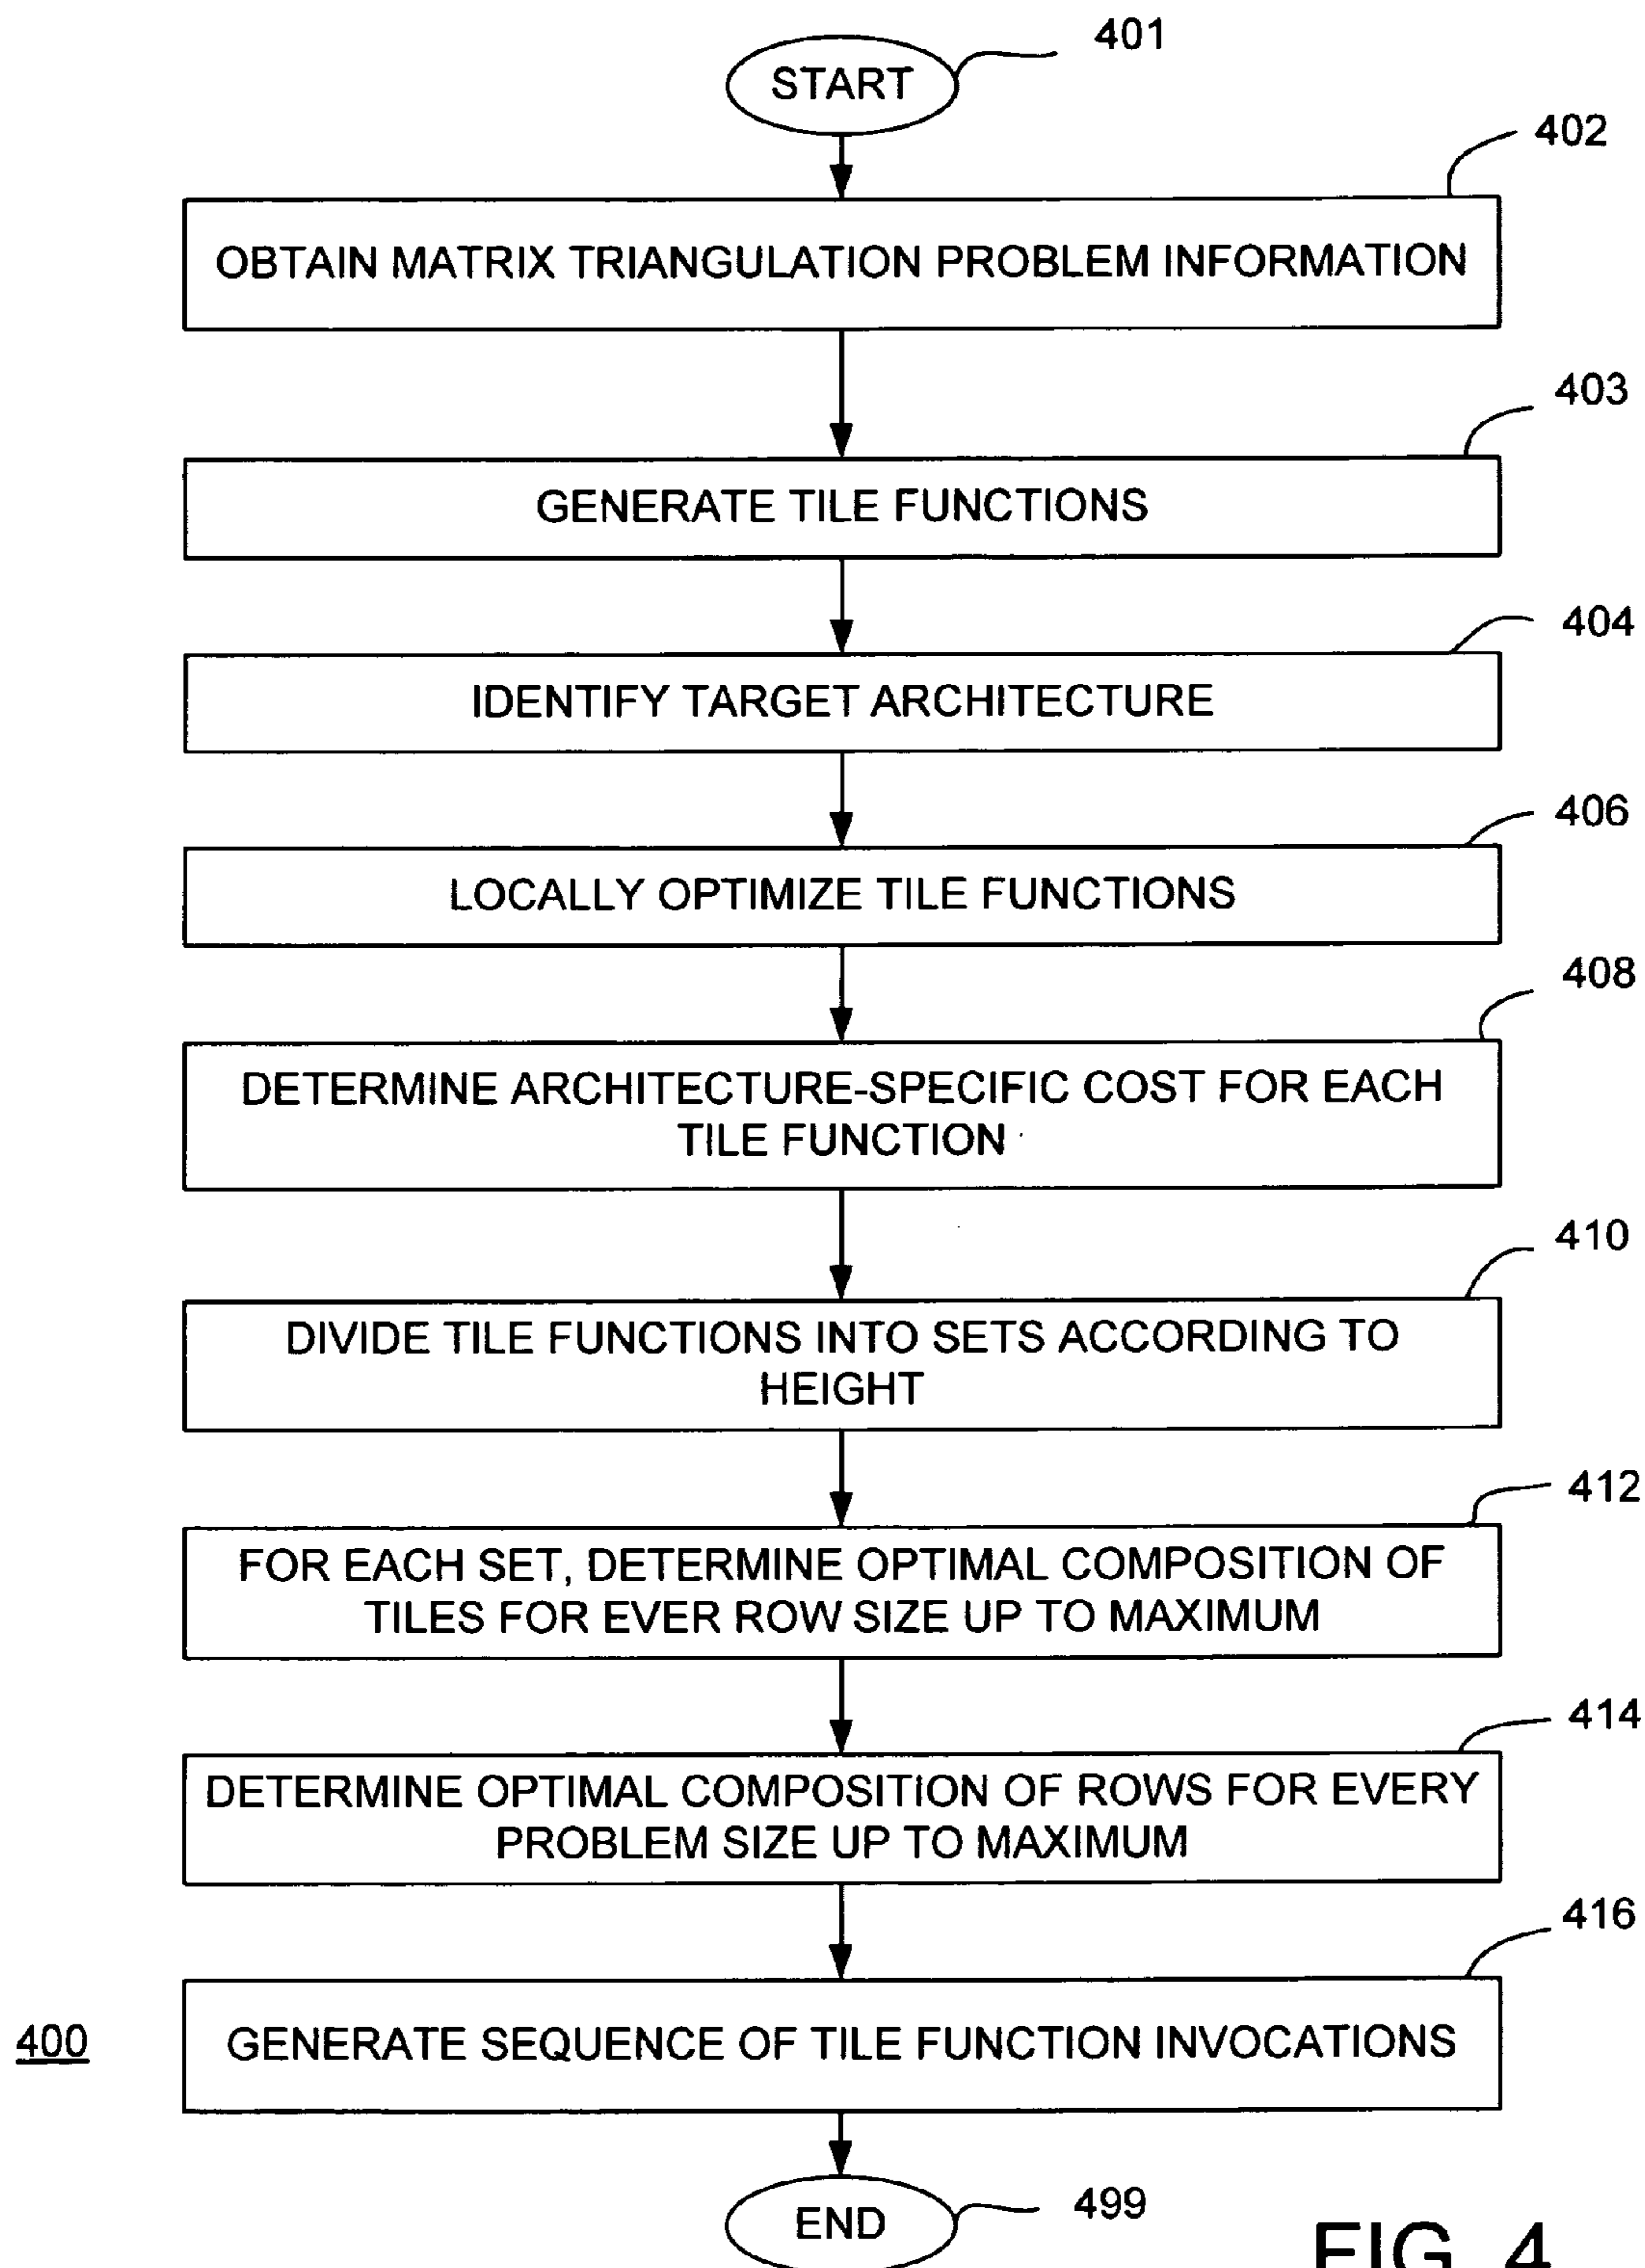 START
401
402
OBTAIN MATRIX TRIANGULATION PROBLEM INFORMATION
403
GENERATE TILE FUNCTIONS
404
IDENTIFY TARGET ARCHITECTURE
406
LOCALLY OPTIMIZE TILE FUNCTIONS
408
DETERMINE ARCHITECTURE-SPECIFIC COST FOR EACH
TILE FUNCTION
410
DIVIDE TILE FUNCTIONS INTO SETS ACCORDING TO
HEIGHT
412
FOR EACH SET, DETERMINE OPTIMAL COMPOSITION OF
TILES FOR EVER ROW SIZE UP TO MAXIMUM
414
DETERMINE OPTIMAL COMPOSITION OF ROWS FOR EVERY
PROBLEM SIZE UP TO MAXIMUM
416
400
GENERATE SEQUENCE OF TILE FUNCTION INVOCATIONS
END
499
FIG. 4